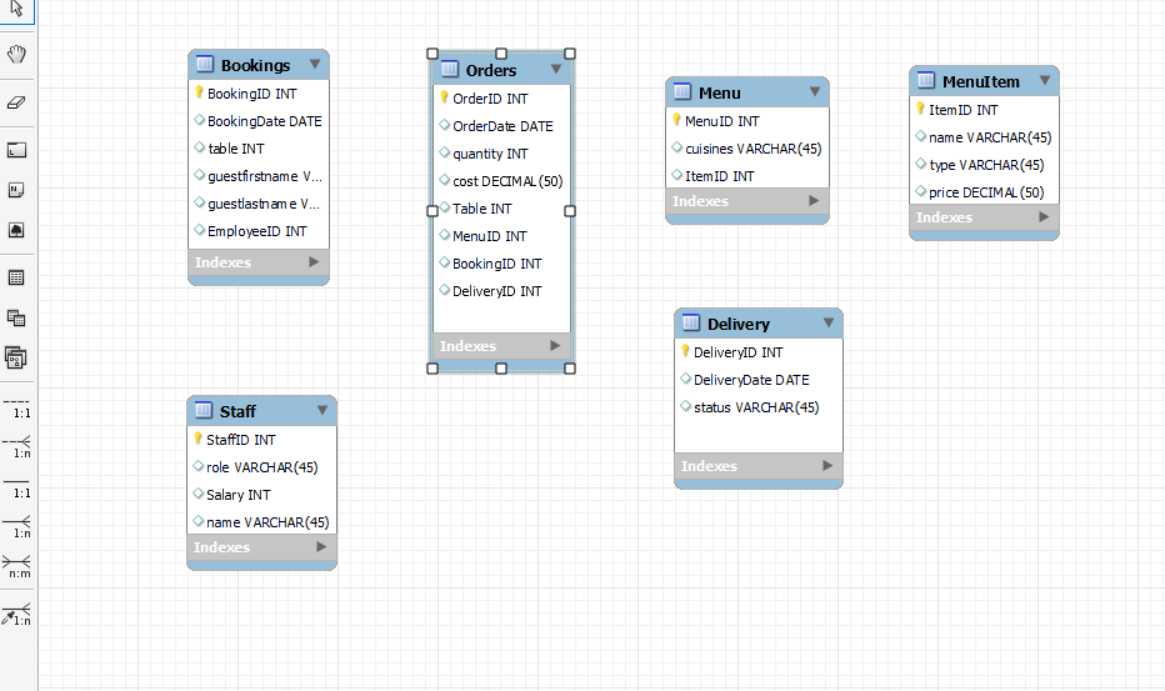 Bookings
BookingID INT
BookingDate DATE
table INT
guestfirstname V...
guestlastname V...
EmployeeID INT
Indexes
Orders
OrderID INT
OrderDate DATE
quantity INT
cost DECIMAL(50)
Table INT
MenuID INT
BookingID INT
DeliveryID INT
Indexes
Menu
MenuID INT
cuisines VARCHAR(45)
ItemID INT
Indexes
MenuItem
ItemID INT
name VARCHAR(45)
type VARCHAR(45)
price DECIMAL(50)
Indexes
Staff
StaffID INT
role VARCHAR(45)
Salary INT
name VARCHAR(45)
Indexes
Delivery
DeliveryID INT
DeliveryDate DATE
status VARCHAR(45)
Indexes
1:1
1:n
1:1
1:n
n:m
1:n